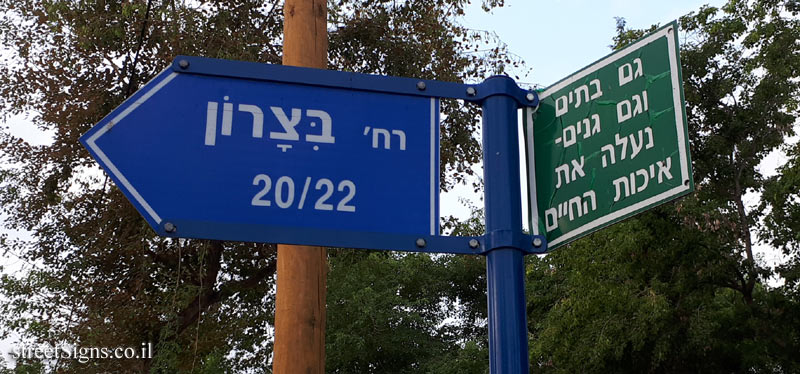 רח' בִּצָרוֹן
20/22
גם בתים
וגם גנים-
נעלה את
איכות החיים
streetsigns.co.il